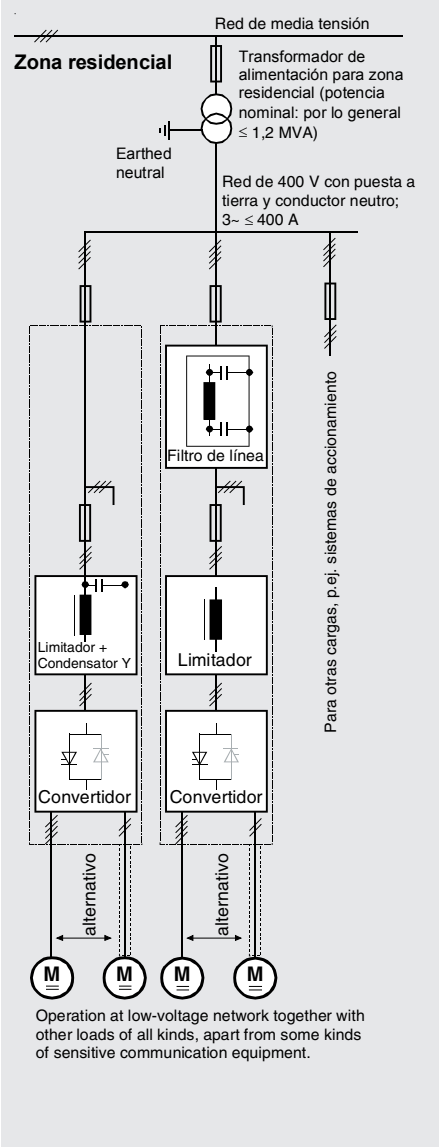 Red de media tensión
Zona residencial
Transformador de
alimentación para zona
residencial (potencia
nominal: por lo general
≤ 1,2 MVA)
Earthed
neutral
Red de 400 V con puesta a
tierra y conductor neutro;
3~ ≤ 400 A
Filtro de línea
Para otras cargas, p.ej. sistemas de accionamiento
Limitador +
Condensator Y
Limitador
Convertidor
Convertidor
alternativo
alternativo
M
M
M
M
Operation at low-voltage network together with
other loads of all kinds, apart from some kinds
of sensitive communication equipment.